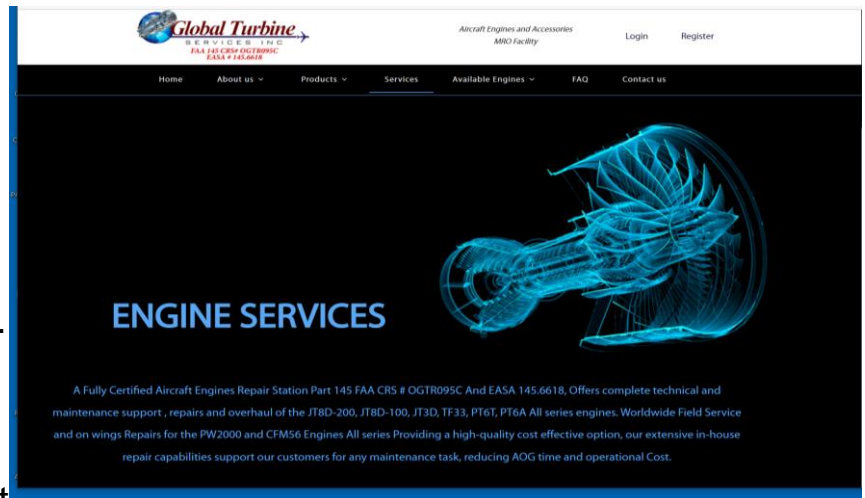 Global Turbine
SERVICES INC
FAA 145 CRS# OGTR095C
EASA # 145.6618
Aircraft Engines and Accessories
MRO Facility
Login Register
Home About us Products Services Available Engines FAQ Contact us
ENGINE SERVICES
A Fully Certified Aircraft Engines Repair Station Part 145 FAA CRS # OGTR095C And EASA 145.6618, Offers complete technical and
maintenance support , repairs and overhaul of the JT8D-200, JT8D-100, JT3D, TF33, PT6T, PT6A All series engines. Worldwide Field Service
and on wings Repairs for the PW2000 and CFM56 Engines All series Providing a high-quality cost effective option, our extensive in-house
repair capabilities support our customers for any maintenance task, reducing AOG time and operational Cost.